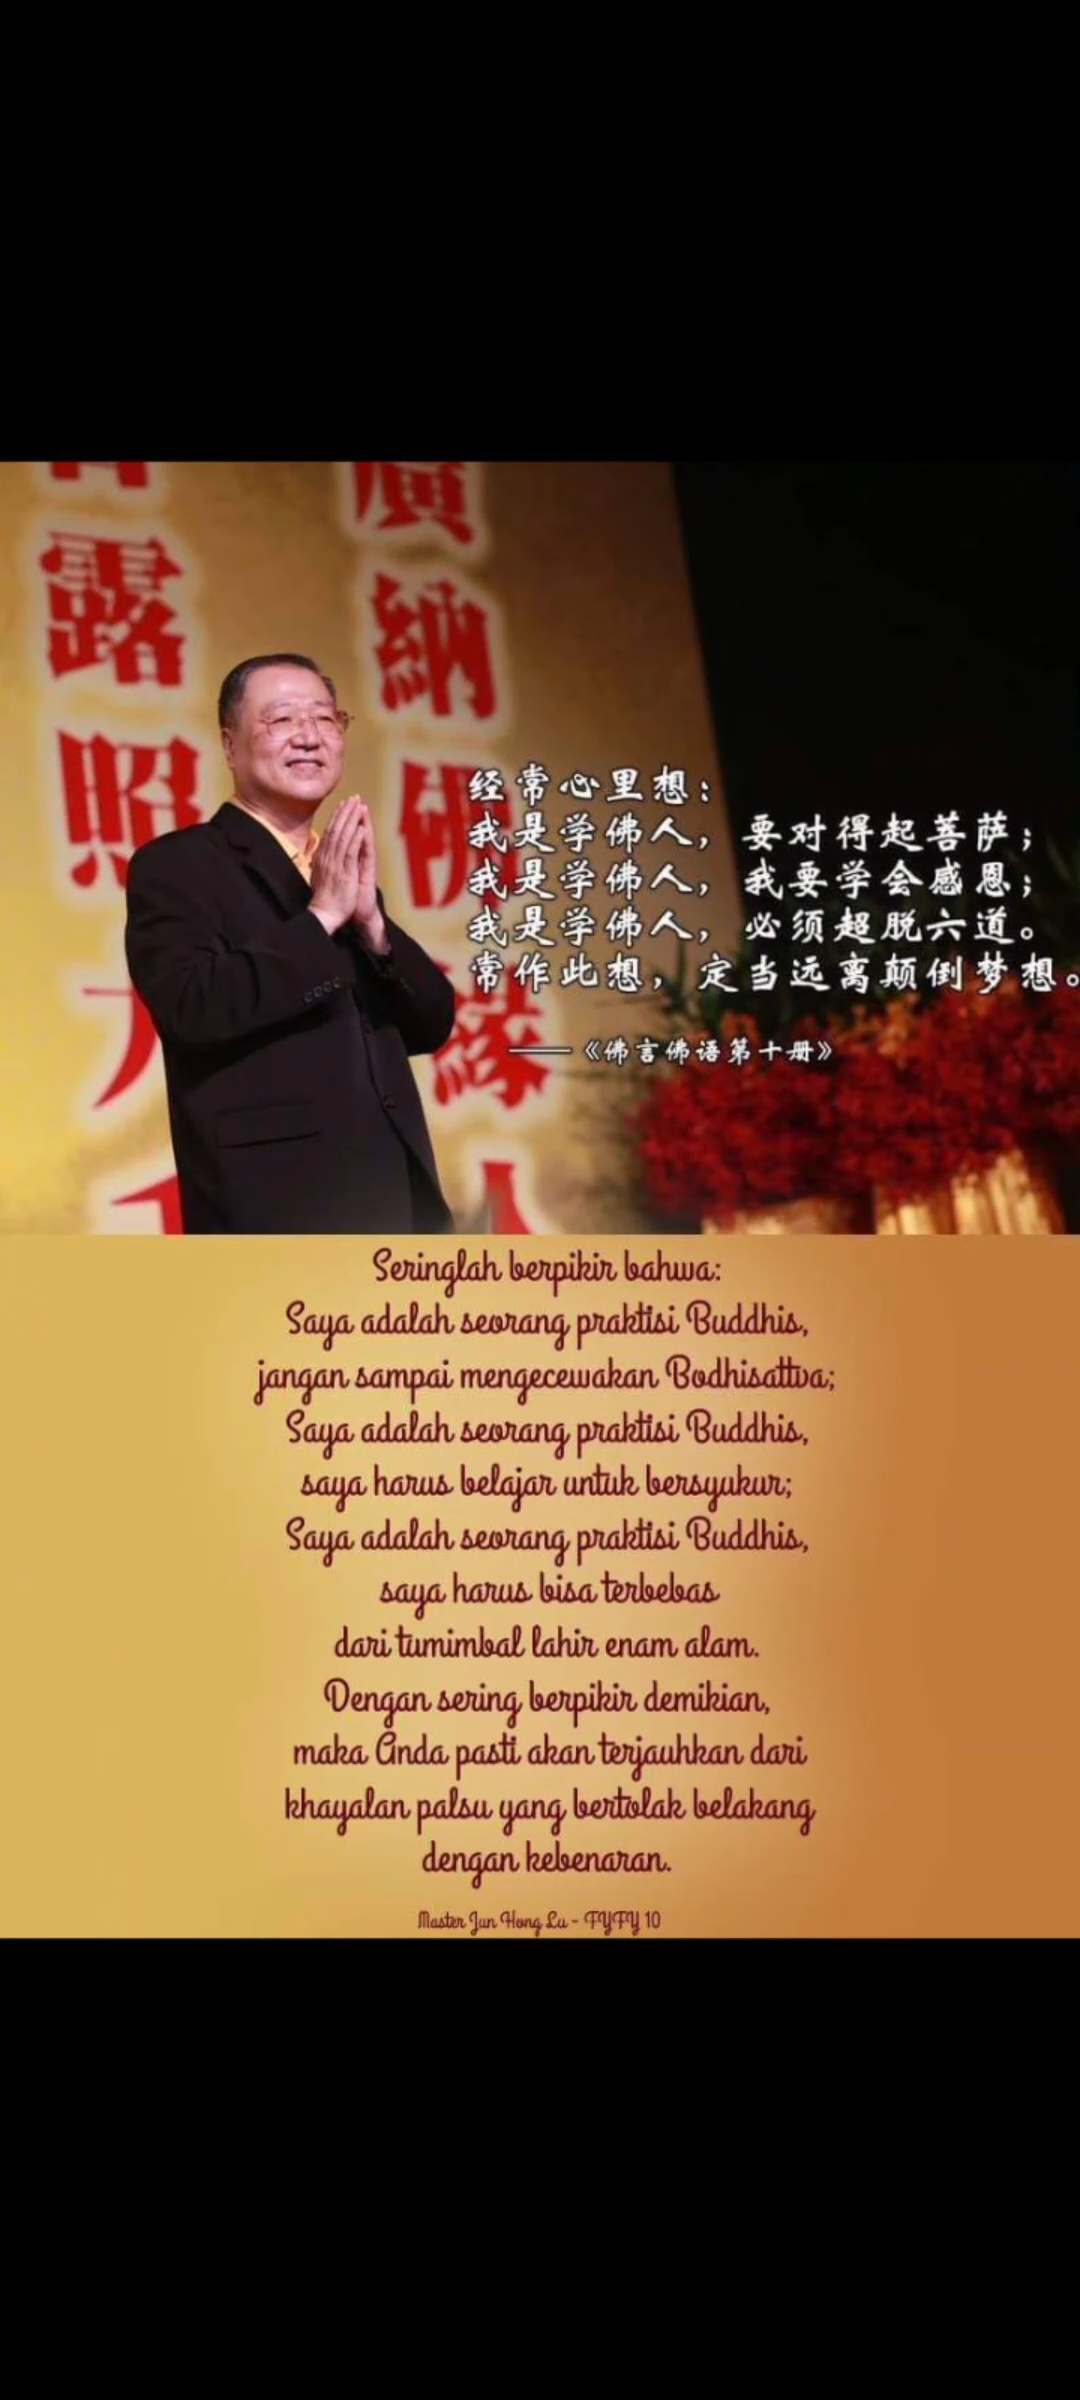 露 照
廣 納 佛 緣
经常心里想：
我是学佛人，要对得起菩萨；
我是学佛人，我要学会感恩；
我是学佛人，必须超脱六道。
常作此想，定当远离颠倒梦想。
——《佛言佛语第十册》
Seringlah berpikir bahwa:
Saya adalah seorang praktisi Buddhis,
jangan sampai mengecewakan Bodhisattva;
Saya adalah seorang praktisi Buddhis,
saya harus belajar untuk bersyukur;
Saya adalah seorang praktisi Buddhis,
saya harus bisa terbebas
dari tumimbal lahir enam alam.
Dengan sering berpikir demikian,
maka Anda pasti akan terjauhkan dari
khayalan palsu yang bertolak belakang
dengan kebenaran.
Master Jun Hong Lu - FYFY 10